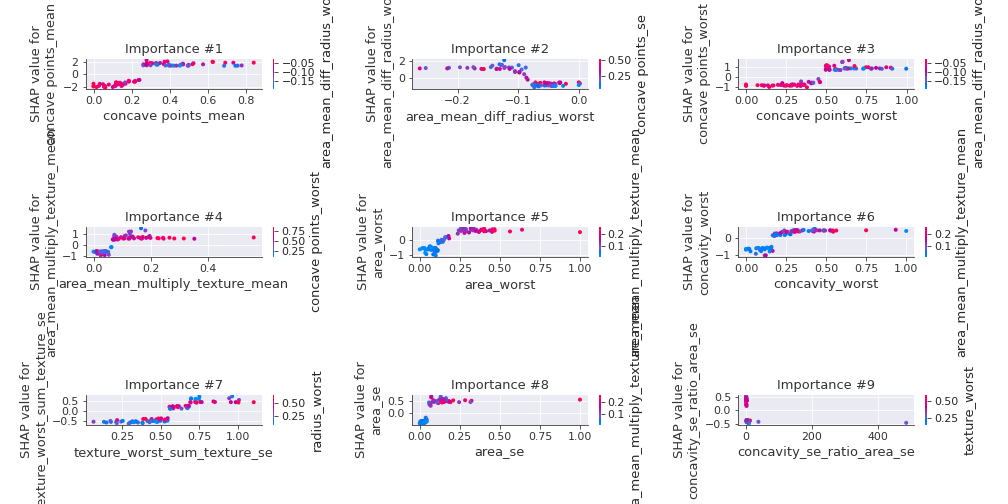 Importance #1
SHAP value for
concave points_mean
2
0
−2
0.0
0.2
0.4
0.6
0.8
concave points_mean
−0.05
−0.10
−0.15
area_mean_diff_radius_wo
Importance #2
SHAP value for
area_mean_diff_radius_wo
2
0
−0.2
−0.1
0.0
area_mean_diff_radius_worst
0.50
0.25
concave points_se
Importance #3
SHAP value for
concave points_worst
1
0
−1
0.00
0.25
0.50
0.75
1.00
concave points_worst
−0.05
−0.10
−0.15
area_mean_diff_radius_wo
Importance #4
SHAP value for
area_mean_multiply_texture_mean
1
0
−1
0.0
0.2
0.4
area_mean_multiply_texture_mean
0.75
0.50
0.25
concave points_worst
Importance #5
SHAP value for
area_worst
0
−1
0.00
0.25
0.50
0.75
1.00
area_worst
0.2
0.1
area_mean_multiply_texture_mean
Importance #6
SHAP value for
concavity_worst
0
−1
0.00
0.25
0.50
0.75
1.00
concavity_worst
0.2
0.1
area_mean_multiply_texture_mean
Importance #7
SHAP value for
texture_worst_sum_texture_se
0.5
0.0
−0.5
0.25
0.50
0.75
1.00
texture_worst_sum_texture_se
0.50
0.25
radius_worst
Importance #8
SHAP value for
area_se
0.5
0.0
0.00
0.25
0.50
0.75
1.00
area_se
0.2
0.1
a_mean_multiply_texture_mean
Importance #9
SHAP value for
concavity_se_ratio_area_se
0.5
0.0
−0.5
0
200
400
concavity_se_ratio_area_se
0.50
0.25
texture_worst